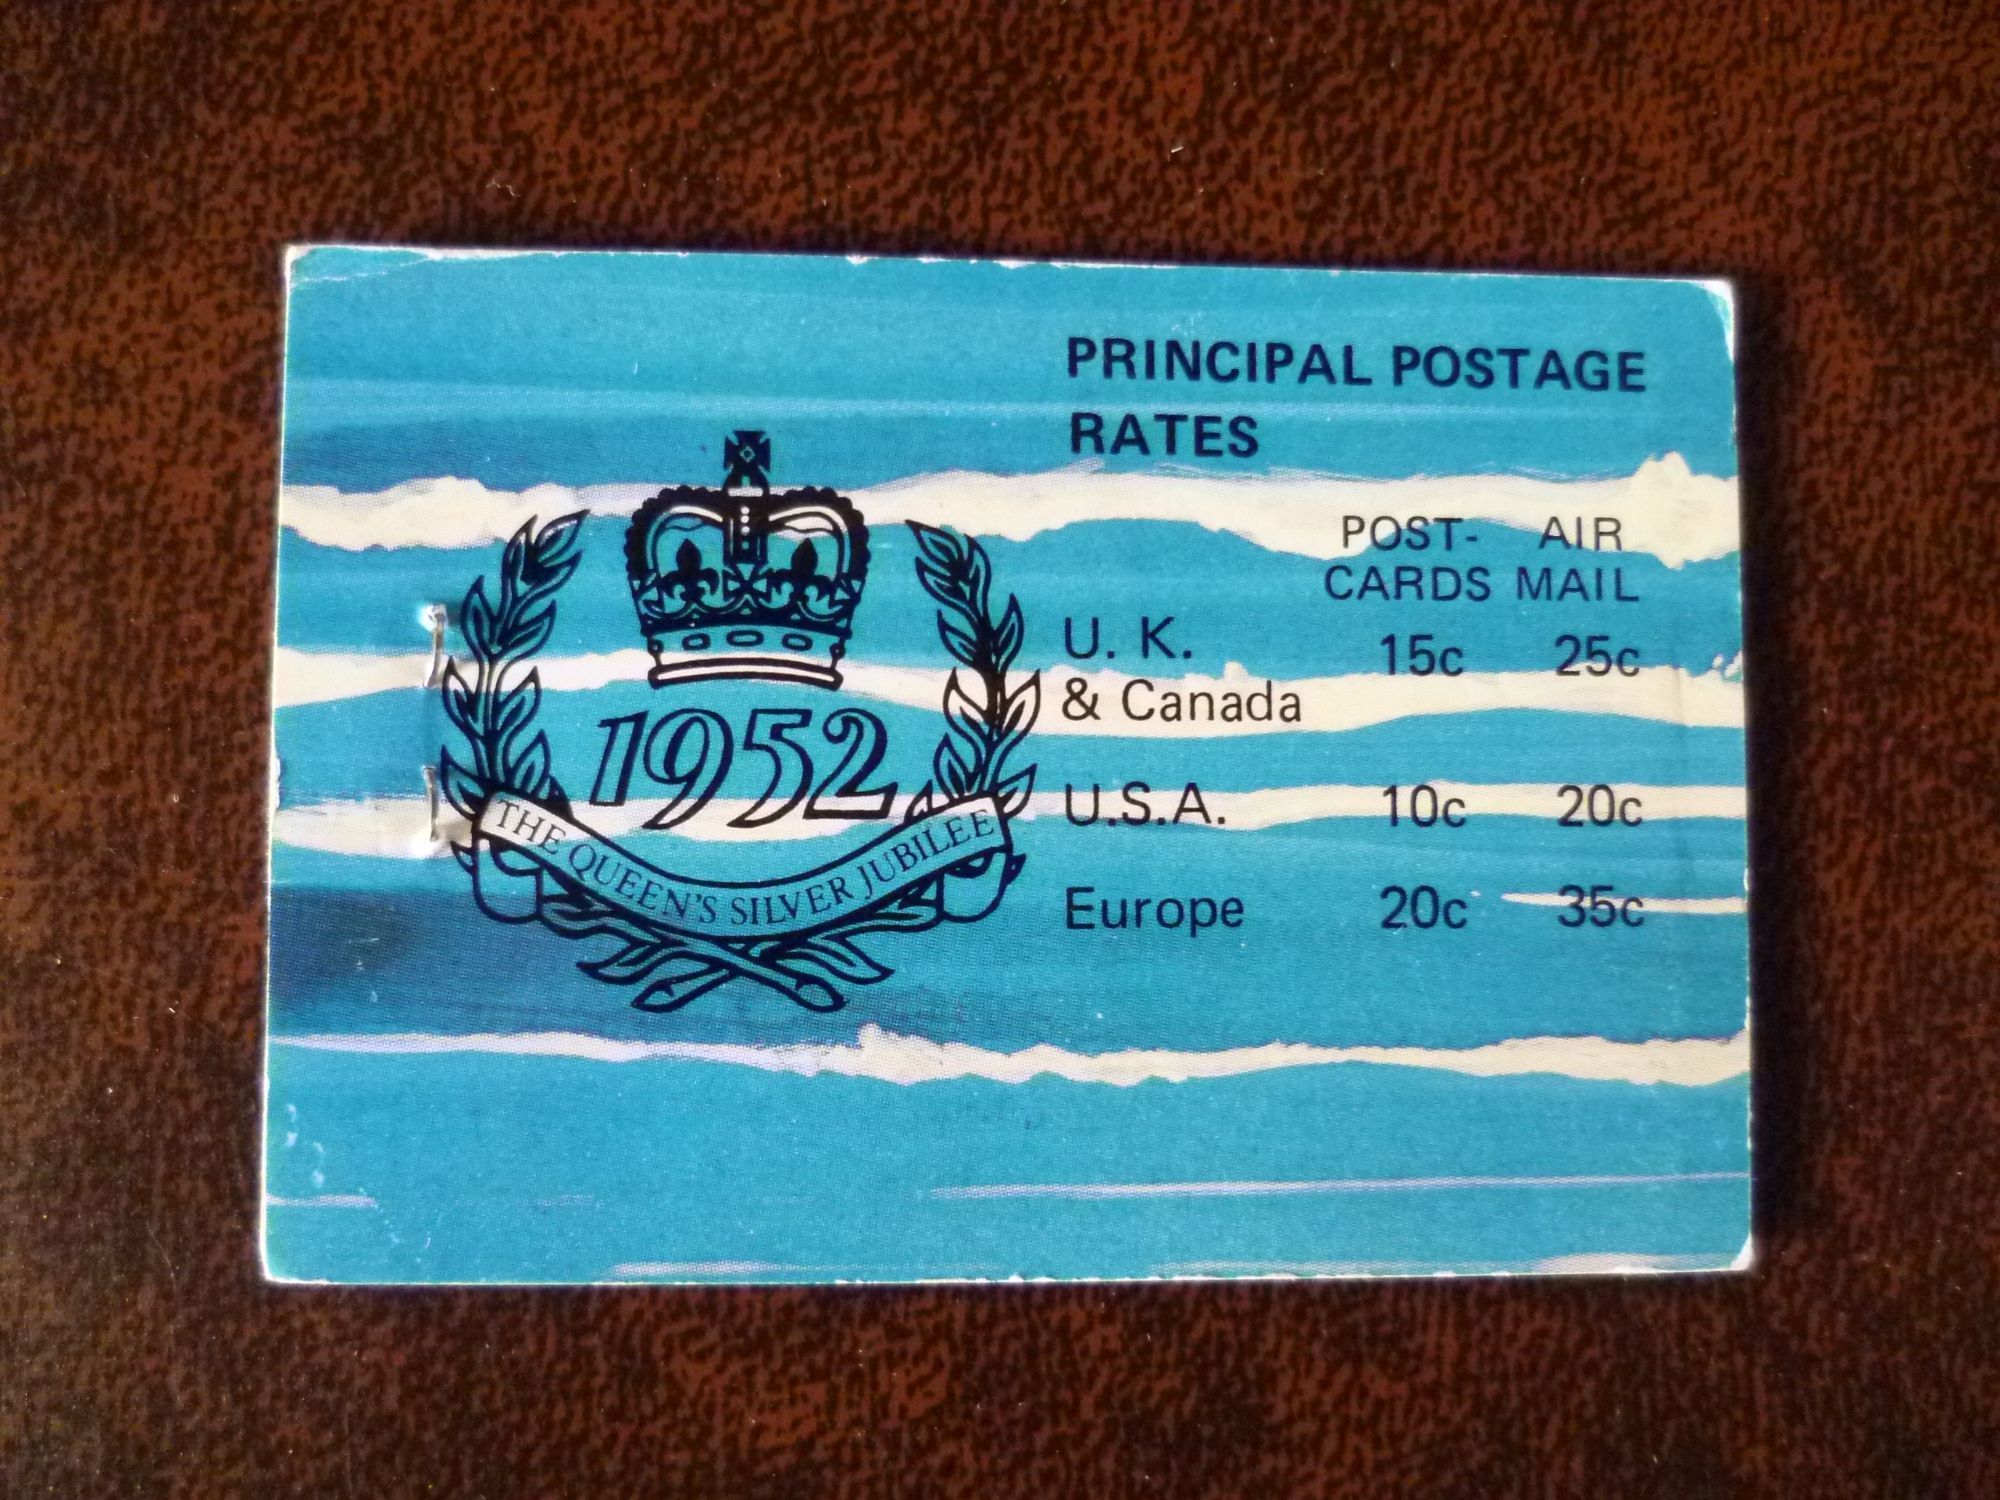 1952
THE QUEEN'S SILVER JUBILEE
PRINCIPAL POSTAGE
RATES
POST- AIR
CARDS MAIL
U. K. 15c 25c
& Canada
U.S.A. 10c 20c
Europe 20c 35c